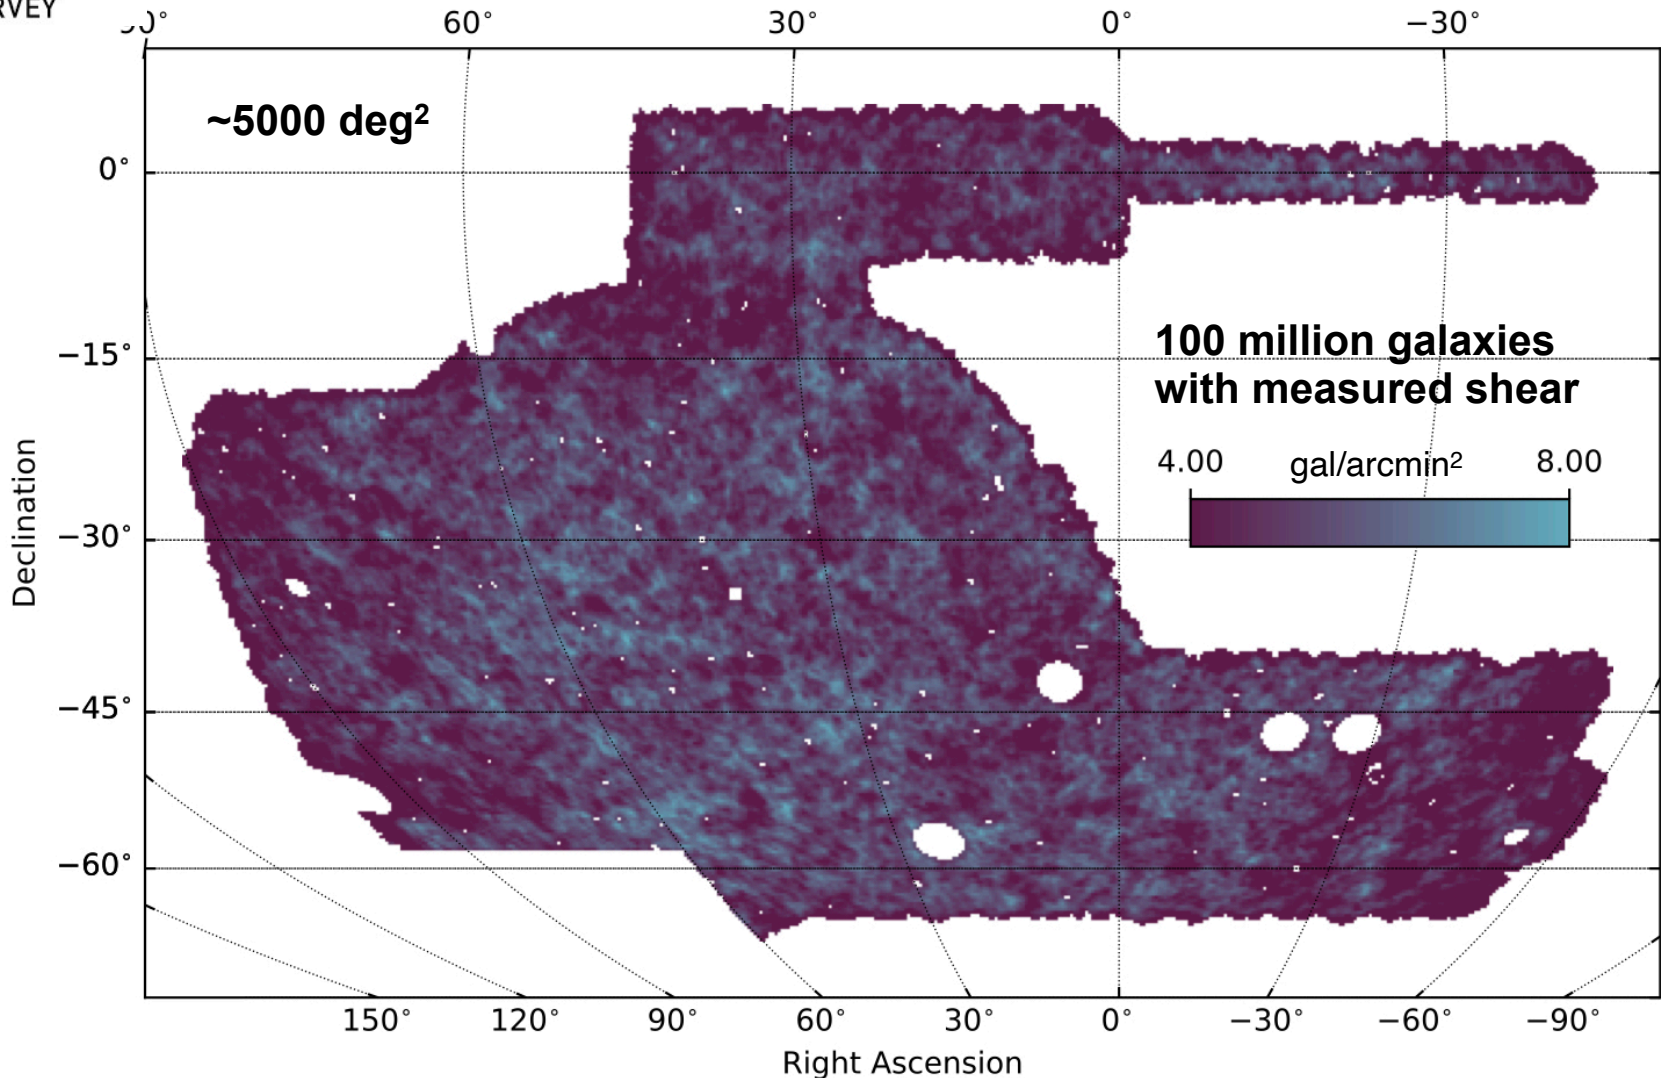 RVEY
60° 30° 0° −30°
~5000 deg²
0°
−15°
100 million galaxies
with measured shear
4.00 gal/arcmin² 8.00
Declination
−30°
−45°
−60°
150° 120° 90° 60° 30° 0° −30° −60° −90°
Right Ascension